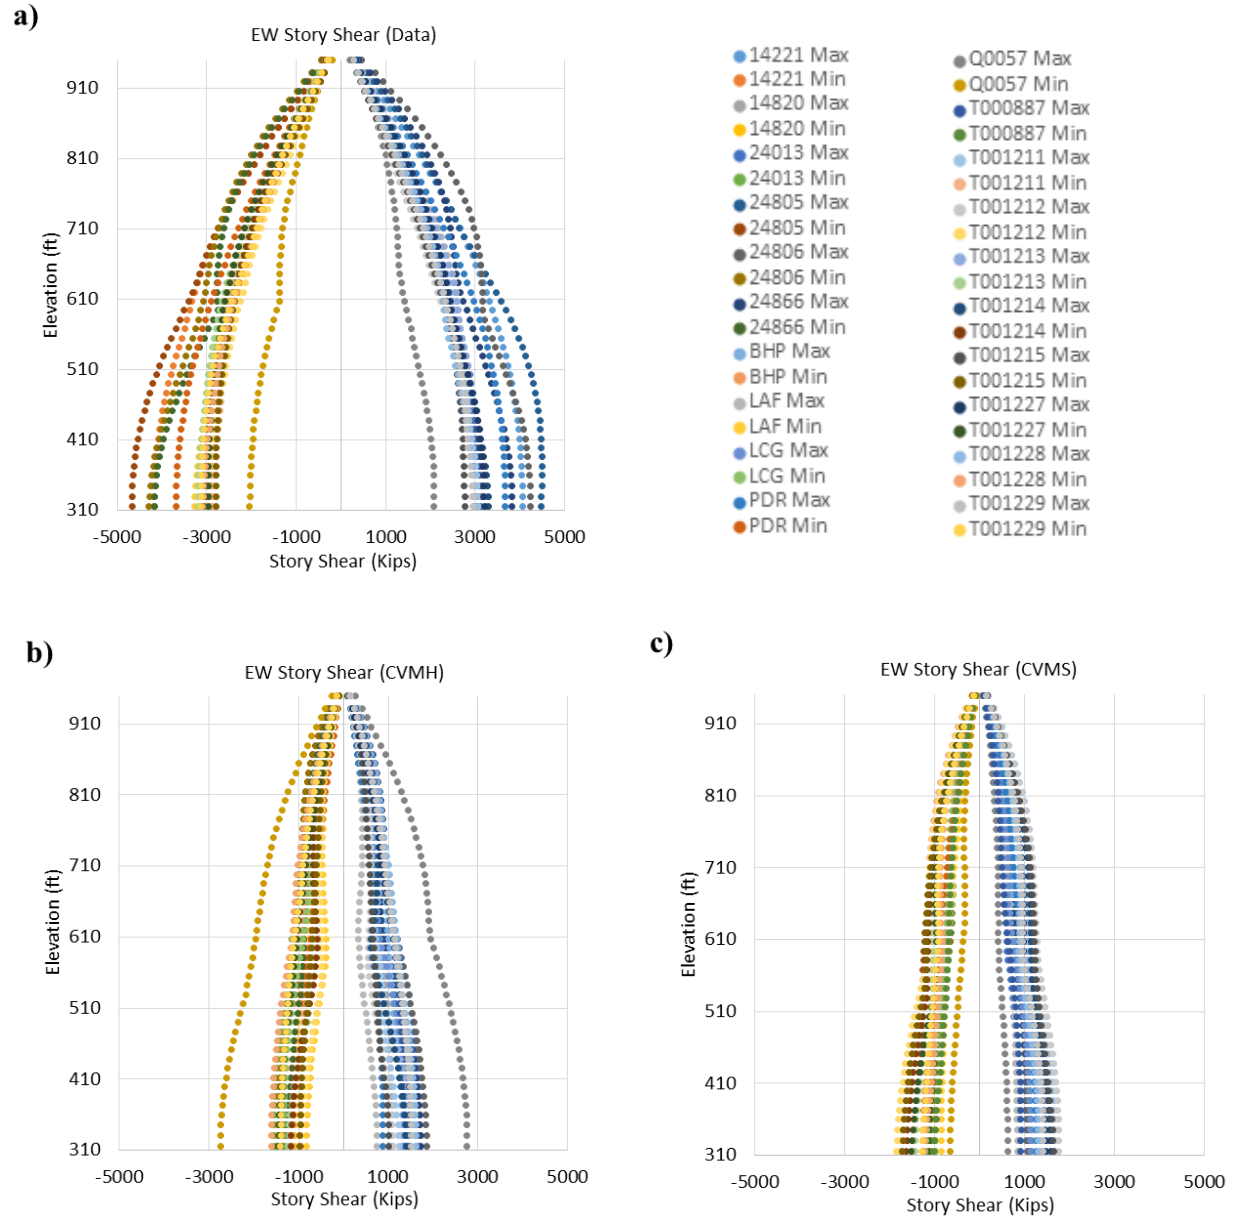 a)
EW Story Shear (Data)
910
810
710
610
510
410
310
Elevation (ft)
-5000 -3000 -1000 1000 3000 5000
Story Shear (Kips)
14221 Max
14221 Min
14820 Max
14820 Min
24013 Max
24013 Min
24805 Max
24805 Min
24806 Max
24806 Min
24866 Max
24866 Min
BHP Max
BHP Min
LAF Max
LAF Min
LCG Max
LCG Min
PDR Max
PDR Min
Q0057 Max
Q0057 Min
T000887 Max
T000887 Min
T001211 Max
T001211 Min
T001212 Max
T001212 Min
T001213 Max
T001213 Min
T001214 Max
T001214 Min
T001215 Max
T001215 Min
T001227 Max
T001227 Min
T001228 Max
T001228 Min
T001229 Max
T001229 Min
b)
EW Story Shear (CVMH)
910
810
710
610
510
410
310
Elevation (ft)
-5000 -3000 -1000 1000 3000 5000
Story Shear (Kips)
c)
EW Story Shear (CVMS)
910
810
710
610
510
410
310
Elevation (ft)
-5000 -3000 -1000 1000 3000 5000
Story Shear (Kips)